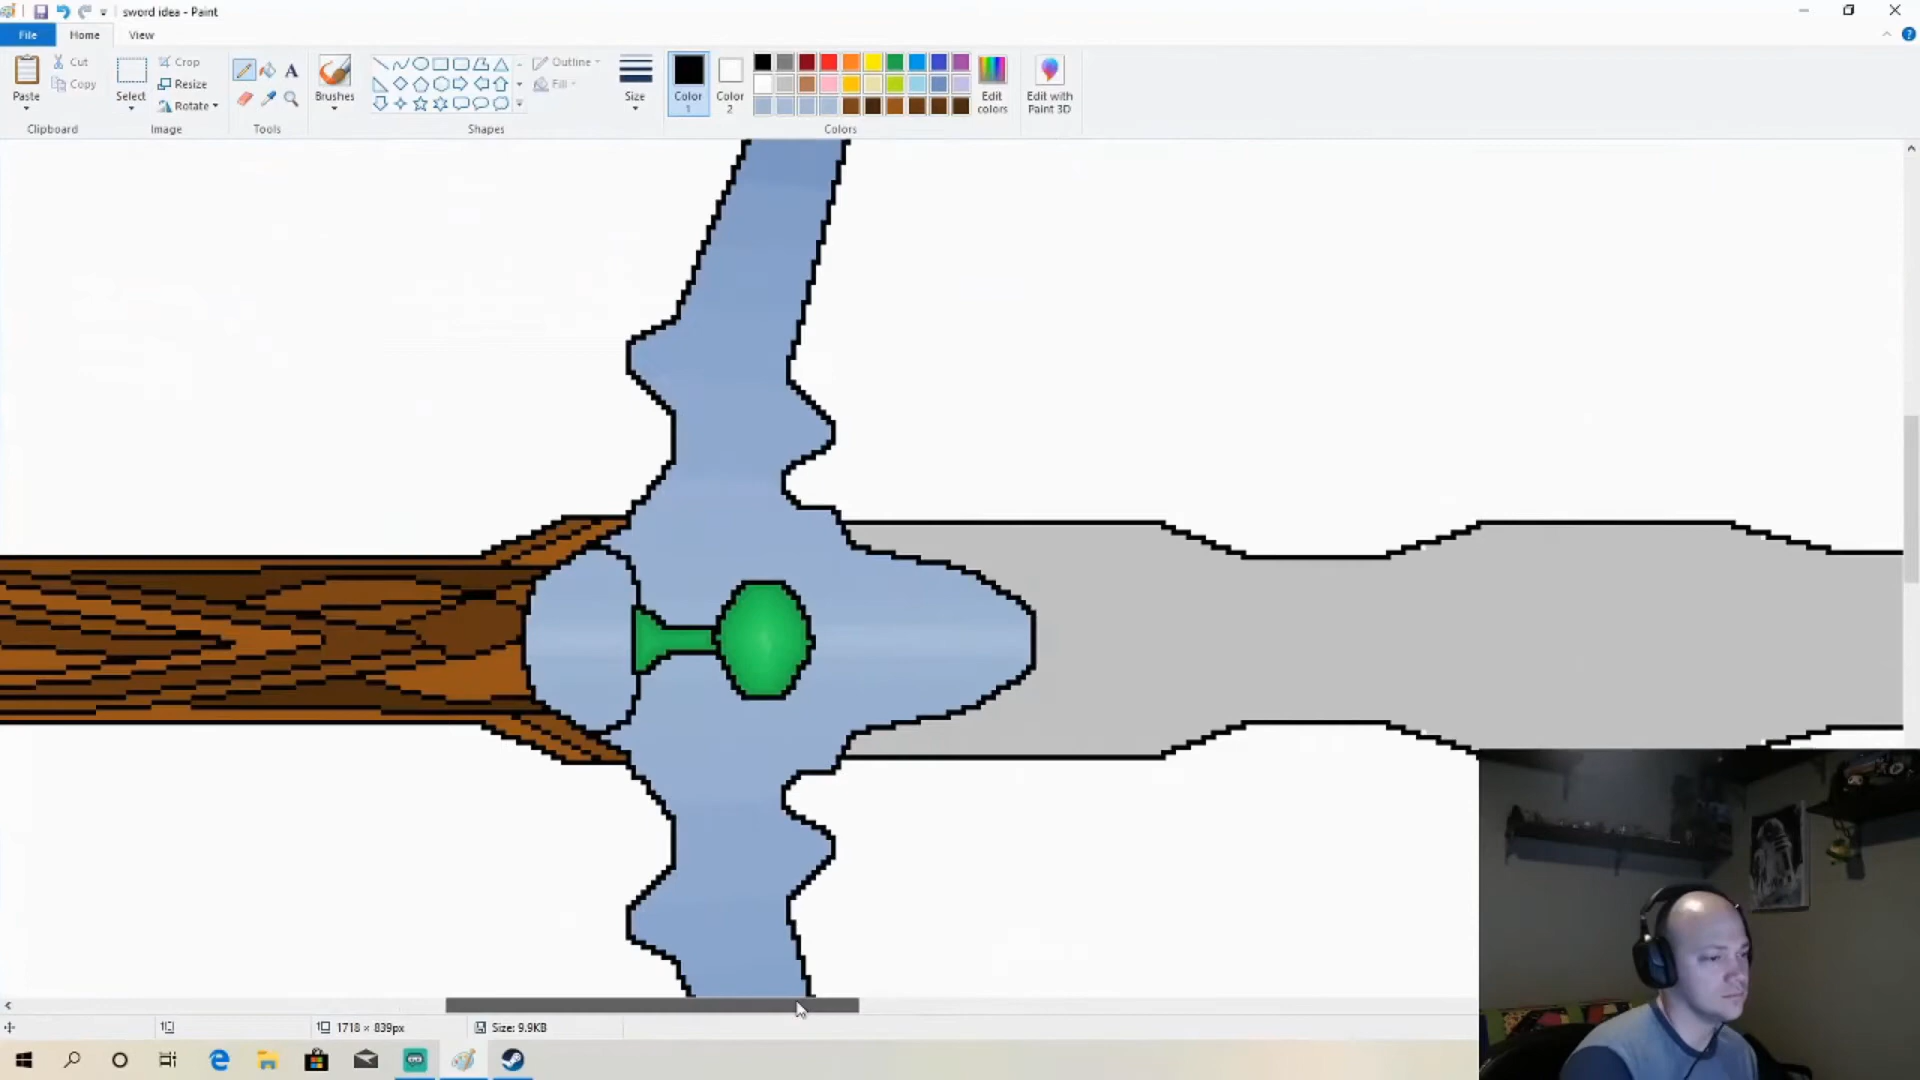 sword idea - Paint
File Home View
Paste
Cut
Copy
Clipboard
Select
Crop
Resize
Rotate
Image
A
Tools
Brushes
Outline
Fill
Shapes
Size
Color 1
Color 2
Edit colors
Edit with Paint 3D
Colors
1718 × 839px
Size: 9.9KB